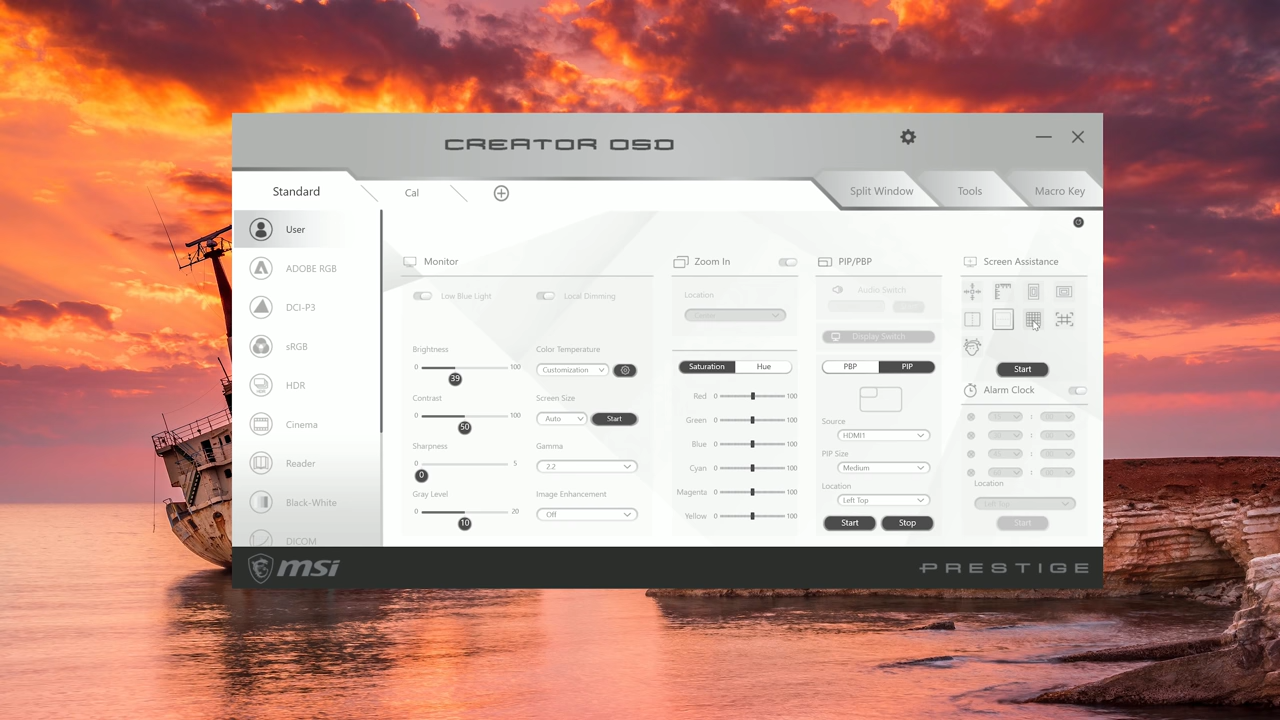 CREATOR OSD
Standard
Cal
Split Window
Tools
Macro Key
User
ADOBE RGB
DCI-P3
sRGB
HDR
Cinema
Reader
Black-White
DICOM
Monitor
Low Blue Light
Local Dimming
Brightness
0
100
39
Contrast
0
100
50
Sharpness
0
5
0
Gray Level
0
20
10
Color Temperature
Customization
Screen Size
Auto
Start
Gamma
2.2
Image Enhancement
Off
Zoom In
Location
Center
Saturation
Hue
Red 0 100
Green 0 100
Blue 0 100
Cyan 0 100
Magenta 0 100
Yellow 0 100
PIP/PBP
Audio Switch
Display Switch
PBP
PIP
Source
HDMI1
PIP Size
Medium
Location
Left Top
Start
Stop
Screen Assistance
Start
Alarm Clock
:
:
:
:
Location
Left Top
Start
msi
PRESTIGE